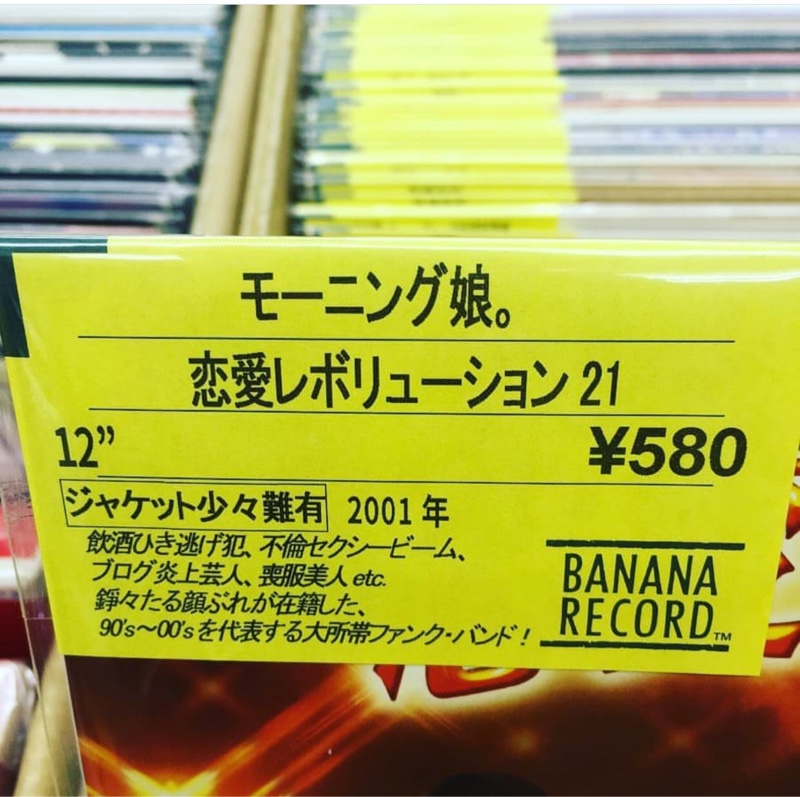 モーニング娘。
恋愛レボリューション 21
12” ¥580
ジャケット少々難有 2001 年
飲酒ひき逃げ犯、不倫セクシービーム、
ブログ炎上芸人、喪服美人 etc.
錚々たる顔ぶれが在籍した、
90's~00'sを代表する大所帯ファンク・バンド!
BANANA
RECORD™